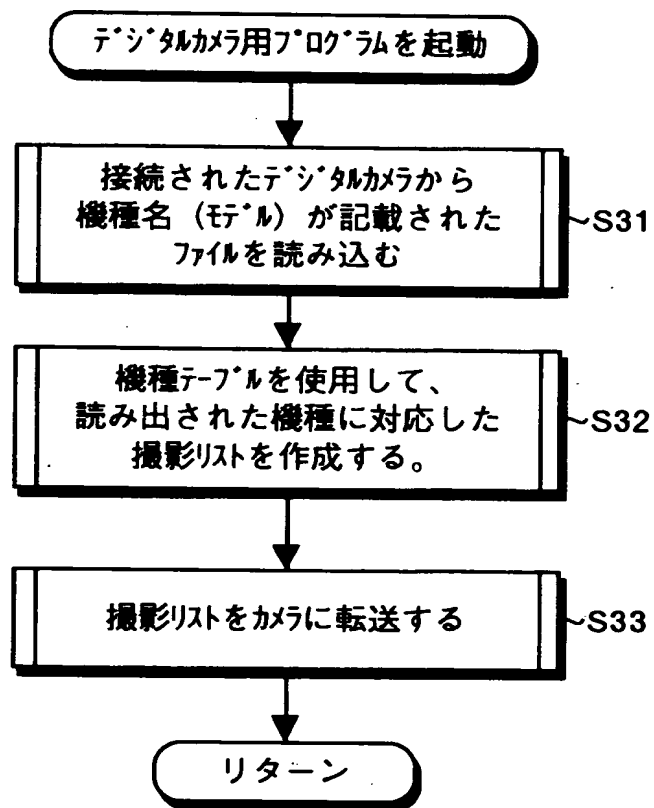 デジタルカメラ用プログラムを起動
接続されたデジタルカメラから
機種名（モデル）が記載された
ファイルを読み込む
~S31
機種テーブルを使用して、
読み出された機種に対応した
撮影リストを作成する。
~S32
撮影リストをカメラに転送する
~S33
リターン